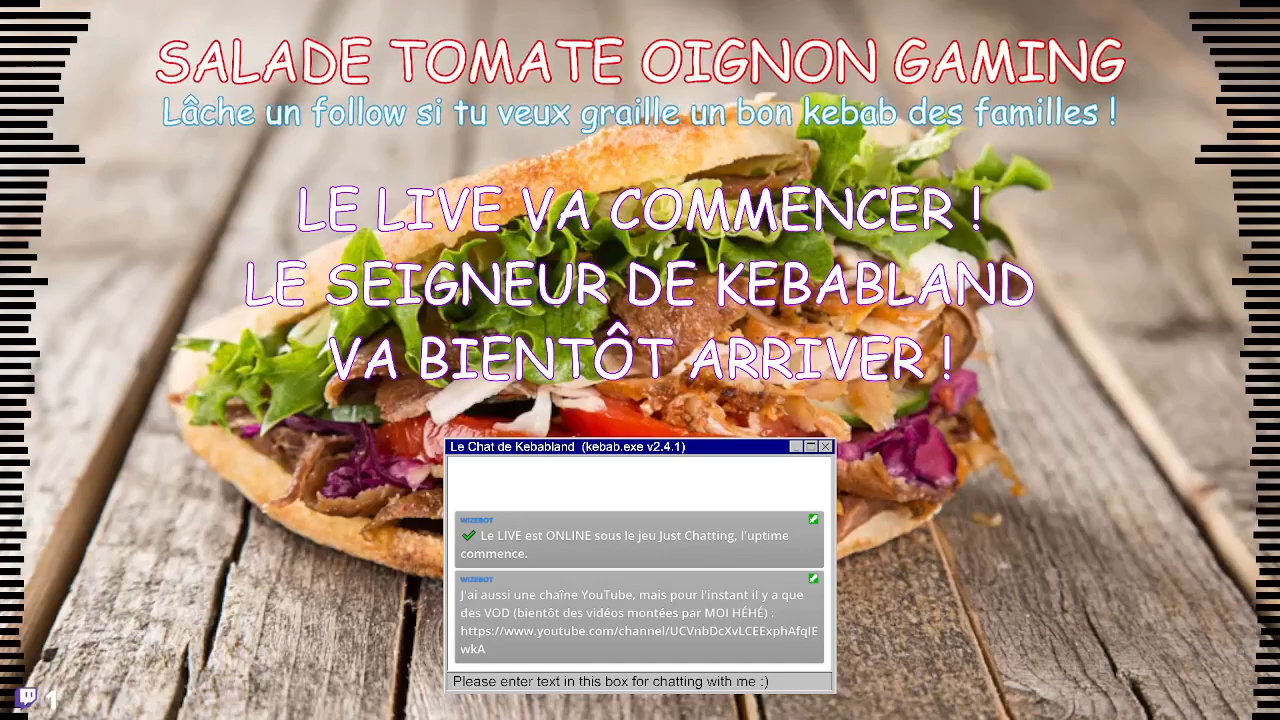 SALADE TOMATE OIGNON GAMING
Lâche un follow si tu veux graille un bon kebab des familles !
LE LIVE VA COMMENCER !
LE SEIGNEUR DE KEBABLAND
VA BIENTÔT ARRIVER !
Le Chat de Kebabland (kebab.exe v2.4.1)
WIZEBOT
Le LIVE est ONLINE sous le jeu Just Chatting, l'uptime
commence.
WIZEBOT
J'ai aussi une chaîne YouTube, mais pour l'instant il y a que
des VOD (bientôt des vidéos montées par MOI HÉHÉ) :
https://www.youtube.com/channel/UCVnbDcXvLCEExphAfqIE
wkA
Please enter text in this box for chatting with me :)
1